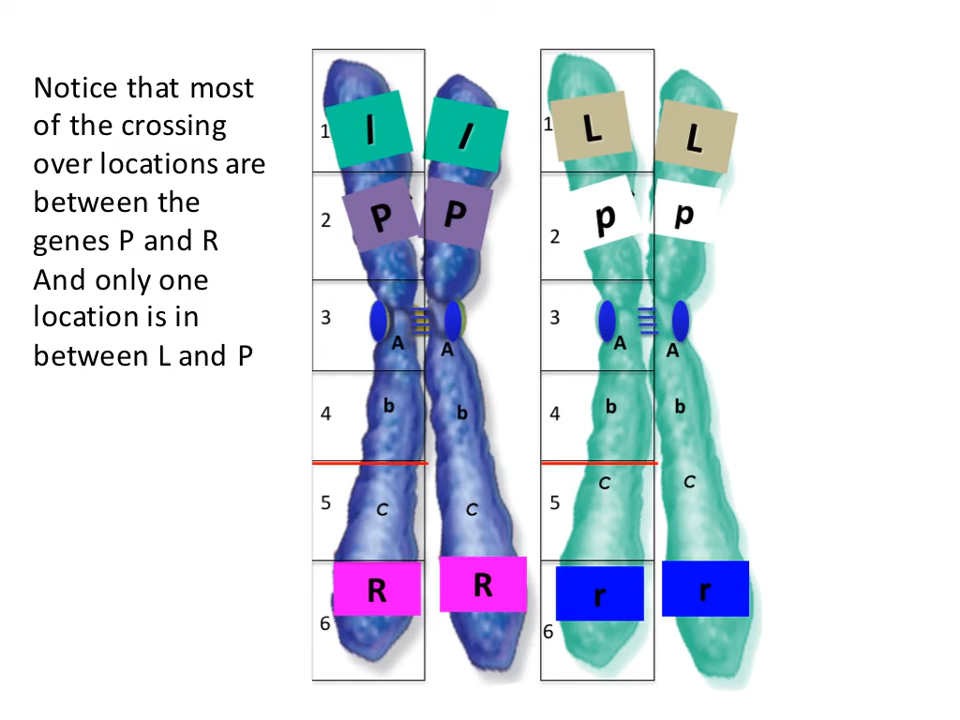 Notice that most
of the crossing
over locations are
between the
genes P and R
And only one
location is in
between L and P
1 l l 1 L L
2 P P 2 p p
3 3
A A A A
4 b b 4 b b
5 c c 5 c c
R R r r
6 6